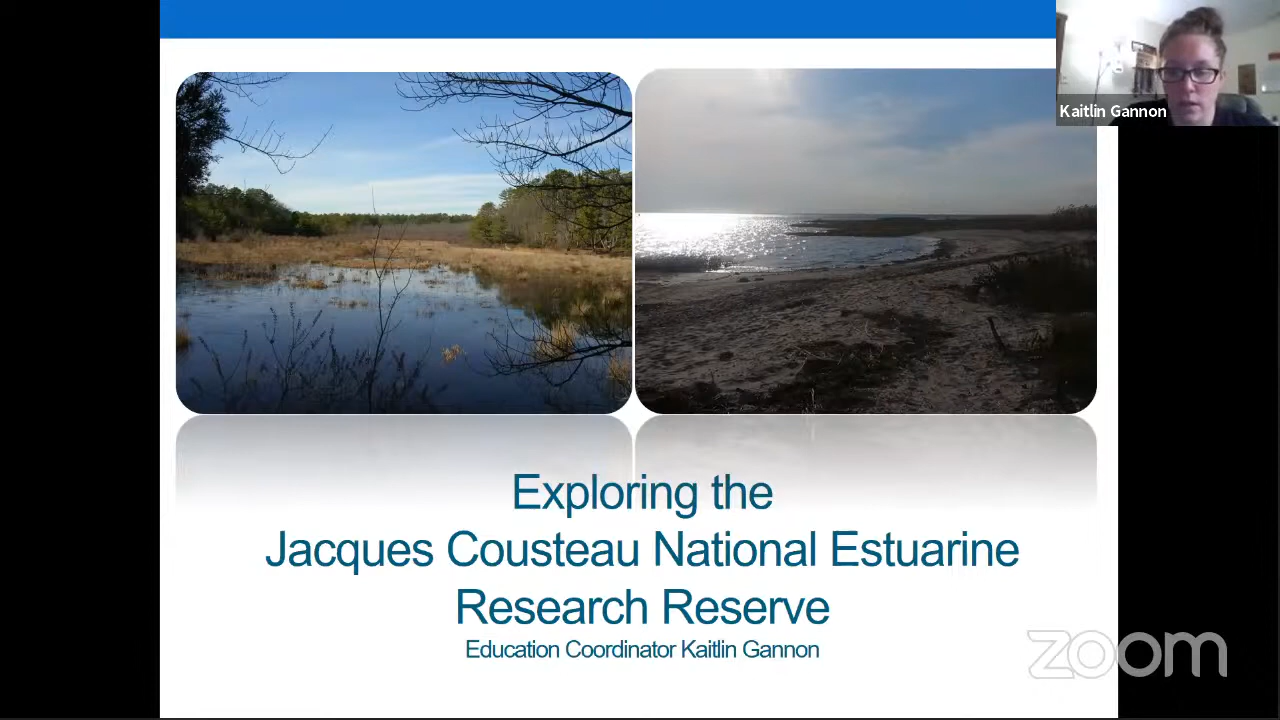 Kaitlin Gannon
Exploring the
Jacques Cousteau National Estuarine
Research Reserve
Education Coordinator Kaitlin Gannon
zoom